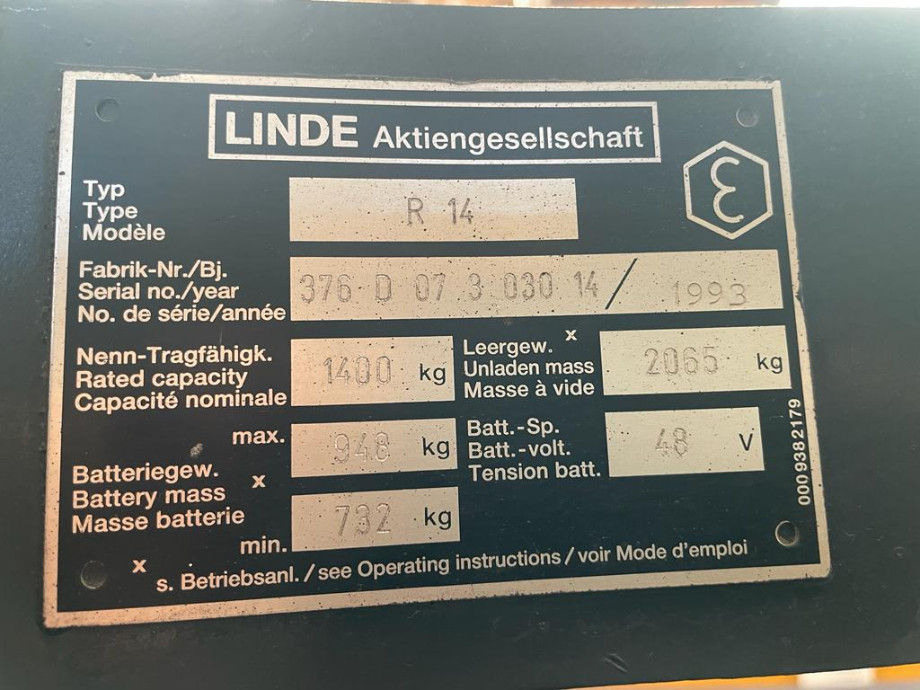 LINDE Aktiengesellschaft
Typ
Type
Modèle
R 14
Fabrik-Nr./Bj.
Serial no./year
No. de série/année
376 D 07 3 030 14 / 1993
Nenn-Tragfähigk.
Rated capacity
Capacité nominale
1400 kg
x
Leergew.
Unladen mass
Masse à vide
2065 kg
max.
948 kg
Batt.-Sp.
Batt.-volt.
Tension batt.
48 V
Batteriegew.
Battery mass x
Masse batterie
min.
732 kg
x s. Betriebsanl./see Operating instructions/voir Mode d'emploi
0009382179